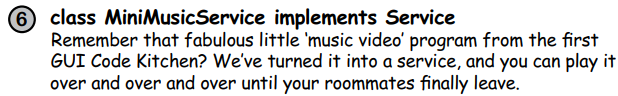 6 class MiniMusicService implements Service
Remember that fabulous little ‘music video’ program from the first
GUI Code Kitchen? We’ve turned it into a service, and you can play it
over and over and over until your roommates finally leave.